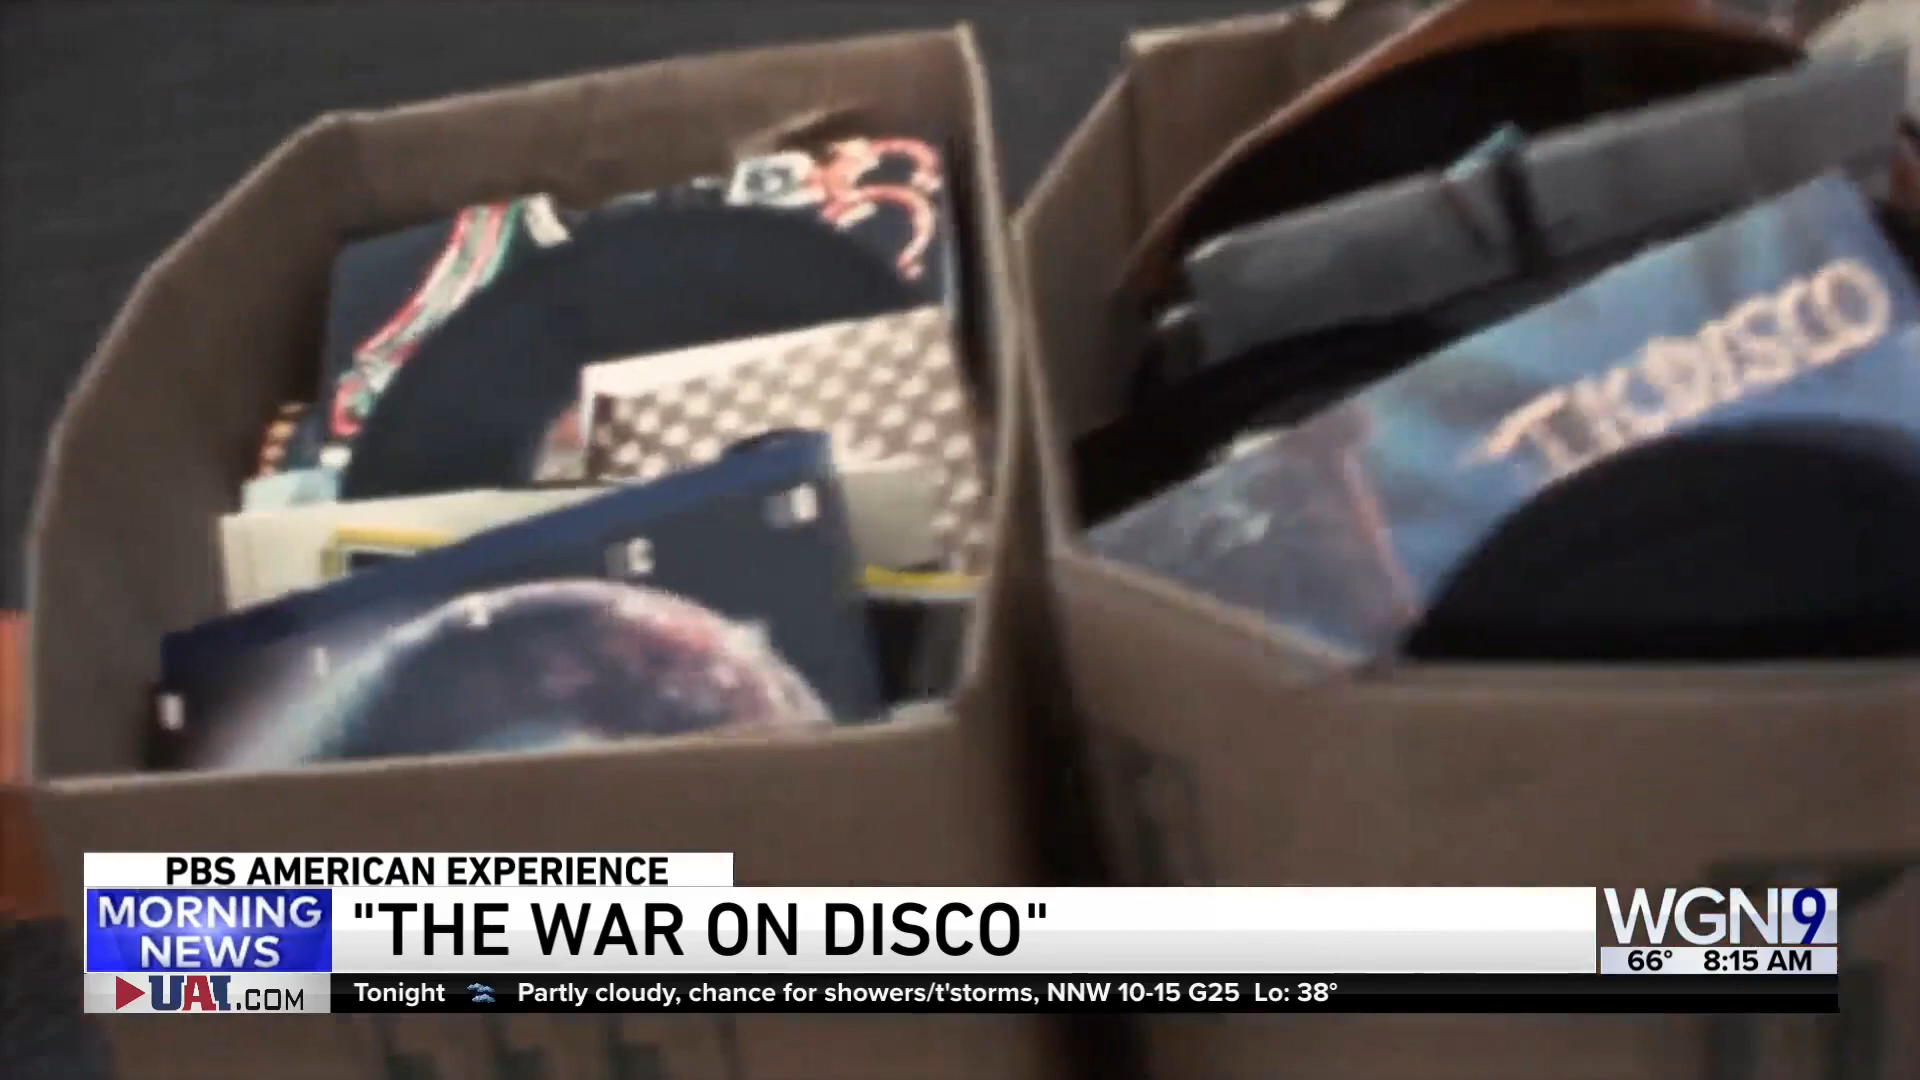 TK DISCO
PBS AMERICAN EXPERIENCE
MORNING
NEWS
"THE WAR ON DISCO"
WGN9
66° 8:15 AM
UAI.COM
Tonight Partly cloudy, chance for showers/t'storms, NNW 10-15 G25 Lo: 38°